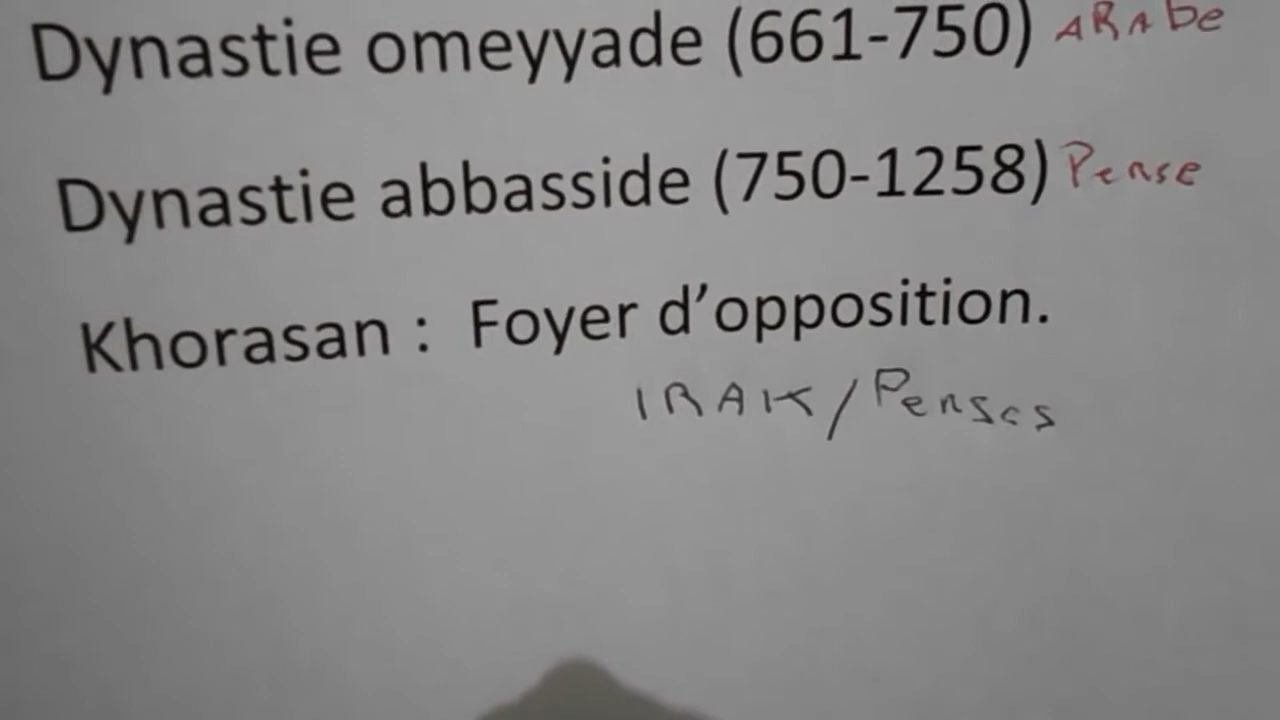 Dynastie omeyyade (661-750) ARAbe
Dynastie abbasside (750-1258) Perse
Khorasan : Foyer d'opposition.
IRAK/Perses